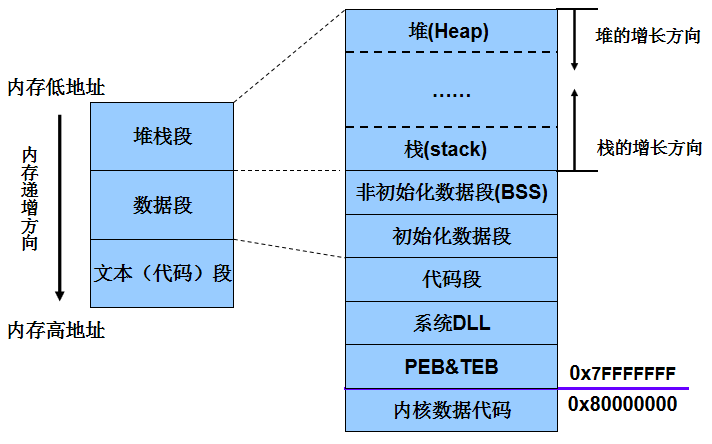 内存低地址
内存递增方向
内存高地址
堆栈段
数据段
文本（代码）段
堆(Heap)
……
栈(stack)
非初始化数据段(BSS)
初始化数据段
代码段
系统DLL
PEB&TEB
内核数据代码
堆的增长方向
栈的增长方向
0x7FFFFFFF
0x80000000